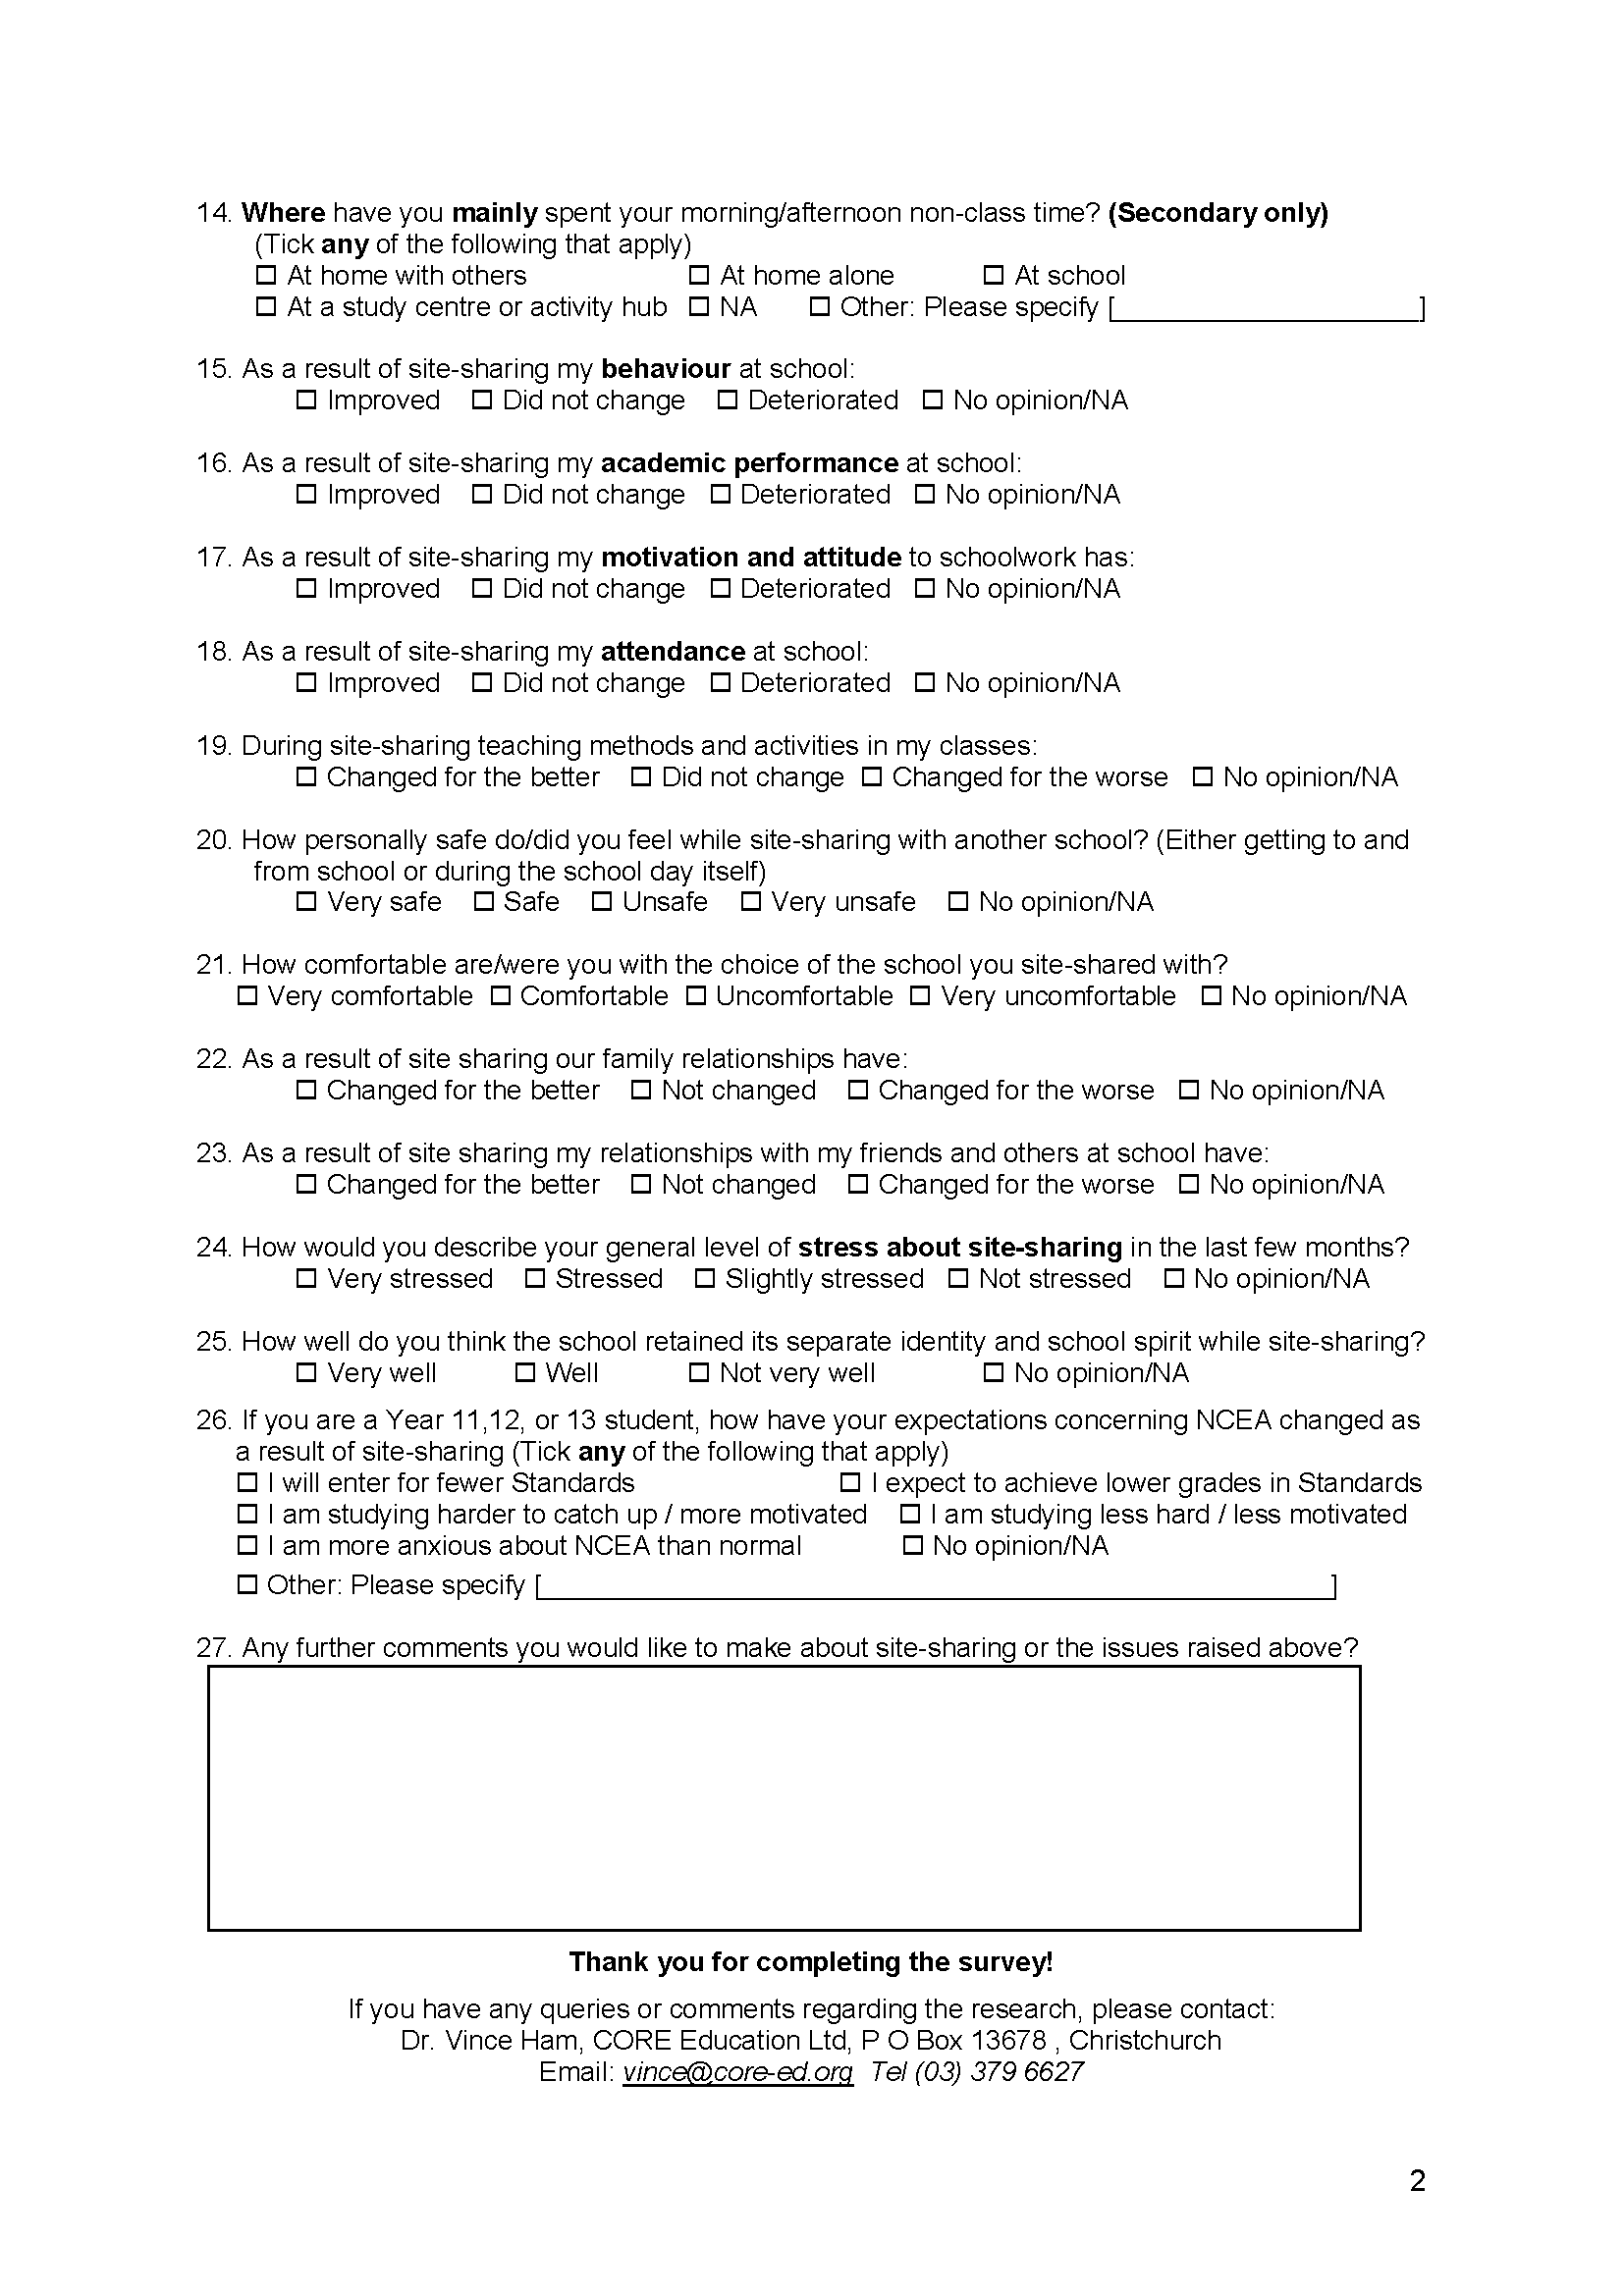 14. Where have you mainly spent your morning/afternoon non-class time? (Secondary only)
(Tick any of the following that apply)
☐ At home with others ☐ At home alone ☐ At school
☐ At a study centre or activity hub ☐ NA ☐ Other: Please specify [____________________]
15. As a result of site-sharing my behaviour at school:
☐ Improved ☐ Did not change ☐ Deteriorated ☐ No opinion/NA
16. As a result of site-sharing my academic performance at school:
☐ Improved ☐ Did not change ☐ Deteriorated ☐ No opinion/NA
17. As a result of site-sharing my motivation and attitude to schoolwork has:
☐ Improved ☐ Did not change ☐ Deteriorated ☐ No opinion/NA
18. As a result of site-sharing my attendance at school:
☐ Improved ☐ Did not change ☐ Deteriorated ☐ No opinion/NA
19. During site-sharing teaching methods and activities in my classes:
☐ Changed for the better ☐ Did not change ☐ Changed for the worse ☐ No opinion/NA
20. How personally safe do/did you feel while site-sharing with another school? (Either getting to and
from school or during the school day itself)
☐ Very safe ☐ Safe ☐ Unsafe ☐ Very unsafe ☐ No opinion/NA
21. How comfortable are/were you with the choice of the school you site-shared with?
☐ Very comfortable ☐ Comfortable ☐ Uncomfortable ☐ Very uncomfortable ☐ No opinion/NA
22. As a result of site sharing our family relationships have:
☐ Changed for the better ☐ Not changed ☐ Changed for the worse ☐ No opinion/NA
23. As a result of site sharing my relationships with my friends and others at school have:
☐ Changed for the better ☐ Not changed ☐ Changed for the worse ☐ No opinion/NA
24. How would you describe your general level of stress about site-sharing in the last few months?
☐ Very stressed ☐ Stressed ☐ Slightly stressed ☐ Not stressed ☐ No opinion/NA
25. How well do you think the school retained its separate identity and school spirit while site-sharing?
☐ Very well ☐ Well ☐ Not very well ☐ No opinion/NA
26. If you are a Year 11,12, or 13 student, how have your expectations concerning NCEA changed as
a result of site-sharing (Tick any of the following that apply)
☐ I will enter for fewer Standards ☐ I expect to achieve lower grades in Standards
☐ I am studying harder to catch up / more motivated ☐ I am studying less hard / less motivated
☐ I am more anxious about NCEA than normal ☐ No opinion/NA
☐ Other: Please specify [____________________]
27. Any further comments you would like to make about site-sharing or the issues raised above?
Thank you for completing the survey!
If you have any queries or comments regarding the research, please contact:
Dr. Vince Ham, CORE Education Ltd, P O Box 13678 , Christchurch
Email: vince@core-ed.org Tel (03) 379 6627
2